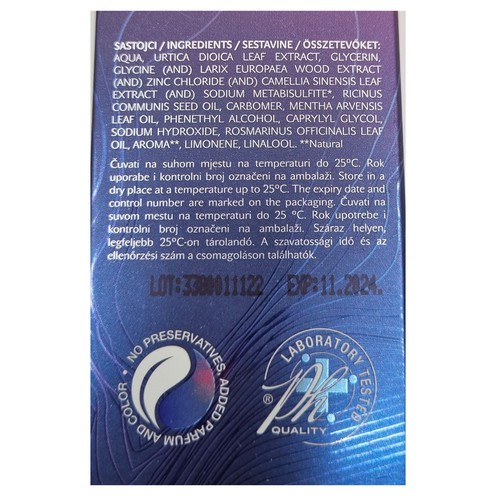 SASTOJCI / INGREDIENTS / SESTAVINE / ÖSSZETEVŐKET:
AQUA, URTICA DIOICA LEAF EXTRACT, GLYCERIN,
GLYCINE (AND) LARIX EUROPAEA WOOD EXTRACT
(AND) ZINC CHLORIDE (AND) CAMELLIA SINENSIS LEAF
EXTRACT (AND) SODIUM METABISULFITE*, RICINUS
COMMUNIS SEED OIL, CARBOMER, MENTHA ARVENSIS
LEAF OIL, PHENETHYL ALCOHOL, CAPRYLYL GLYCOL,
SODIUM HYDROXIDE, ROSMARINUS OFFICINALIS LEAF
OIL, AROMA**, LIMONENE, LINALOOL. **Natural
Čuvati na suhom mjestu na temperaturi do 25ºC. Rok
uporabe i kontrolni broj označeni na ambalaži. Store in a
dry place at a temperature up to 25ºC. The expiry date and
control number are marked on the packaging. Čuvati na
suvom mestu na temperaturi do 25 ºC. Rok upotrebe i
kontrolni broj označeni na ambalaži. Száraz helyen,
legfeljebb 25ºC-on tárolandó. A szavatossági idő és az
ellenőrzési szám a csomagoláson találhatók.
LOT:3380011122 EXP:11.2024.
• NO PRESERVATIVES, ADDED PARFUM AND COLOR
LABORATORY TESTED
Ph
®
QUALITY